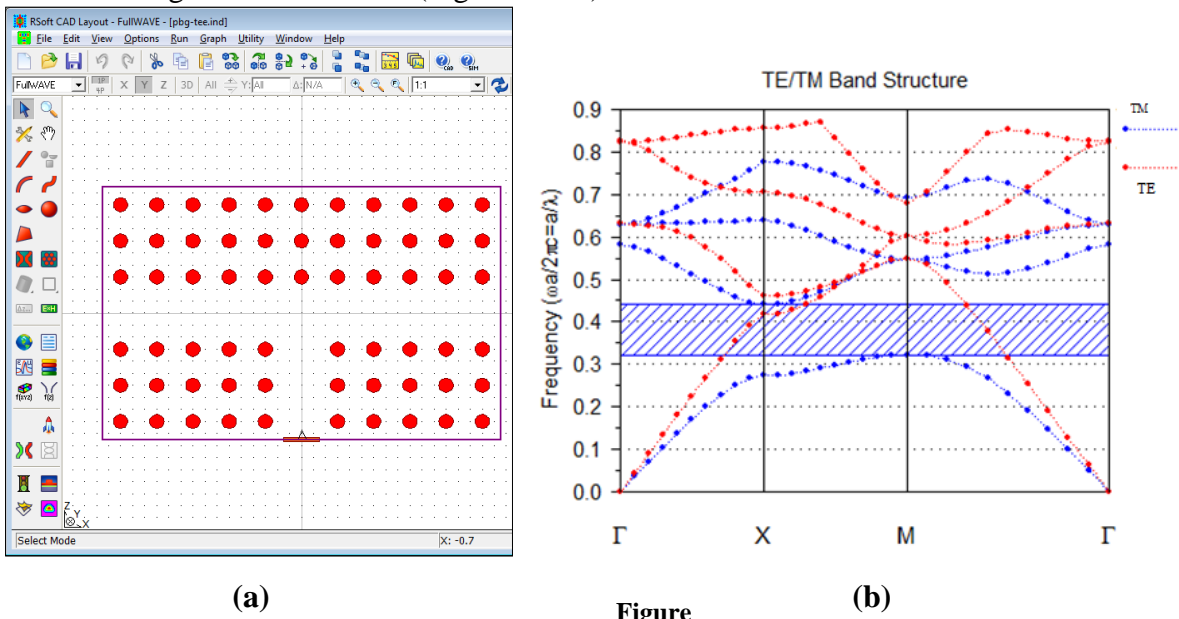 RSoft CAD Layout - FullWAVE - [pbg-tee.ind]
File Edit View Options Run Graph Utility Window Help
FullWAVE X Y Z 3D All Y: All Δ: N/A 1:1
Z
Y
X
Select Mode X: -0.7
(a)
TE/TM Band Structure
Frequency (ωa/2πc=a/λ)
0.9
0.8
0.7
0.6
0.5
0.4
0.3
0.2
0.1
0.0
Γ X M Γ
TM
TE
(b)
Figure